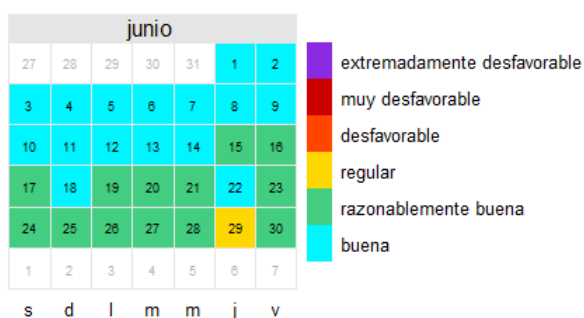 junio
27 28 29 30 31 1 2
3 4 5 6 7 8 9
10 11 12 13 14 15 16
17 18 19 20 21 22 23
24 25 26 27 28 29 30
1 2 3 4 5 6 7
s d l m m j v
extremadamente desfavorable
muy desfavorable
desfavorable
regular
razonablemente buena
buena